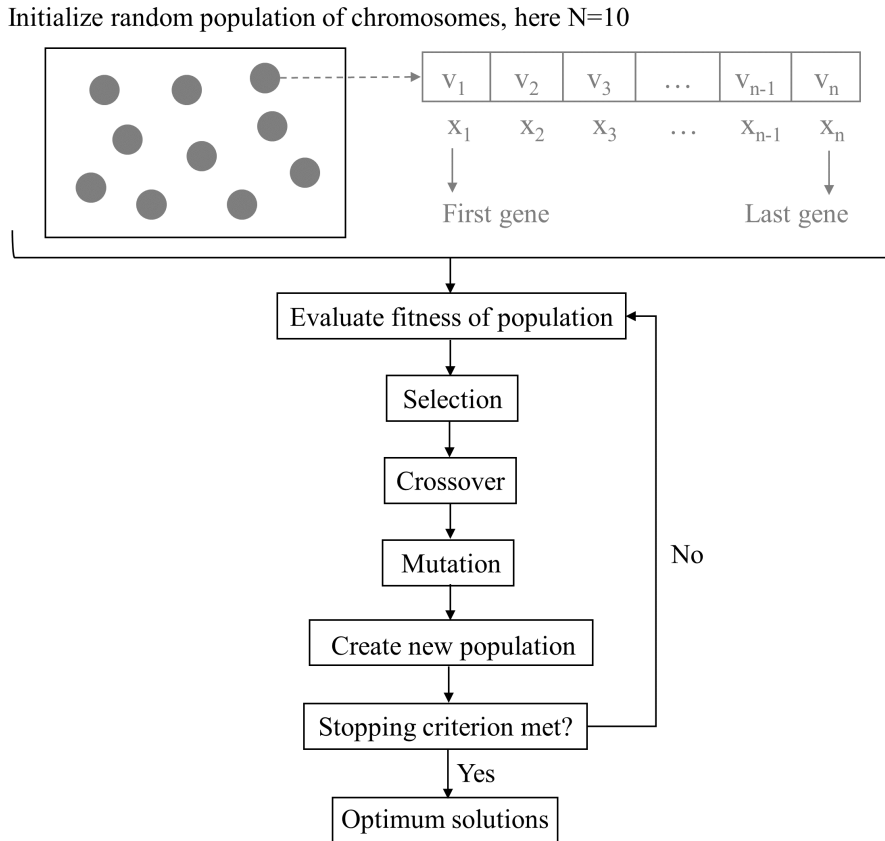 Initialize random population of chromosomes, here N=10
v₁ v₂ v₃ … vₙ₋₁ vₙ
x₁ x₂ x₃ … xₙ₋₁ xₙ
First gene Last gene
Evaluate fitness of population
Selection
Crossover
Mutation
No
Create new population
Stopping criterion met?
Yes
Optimum solutions